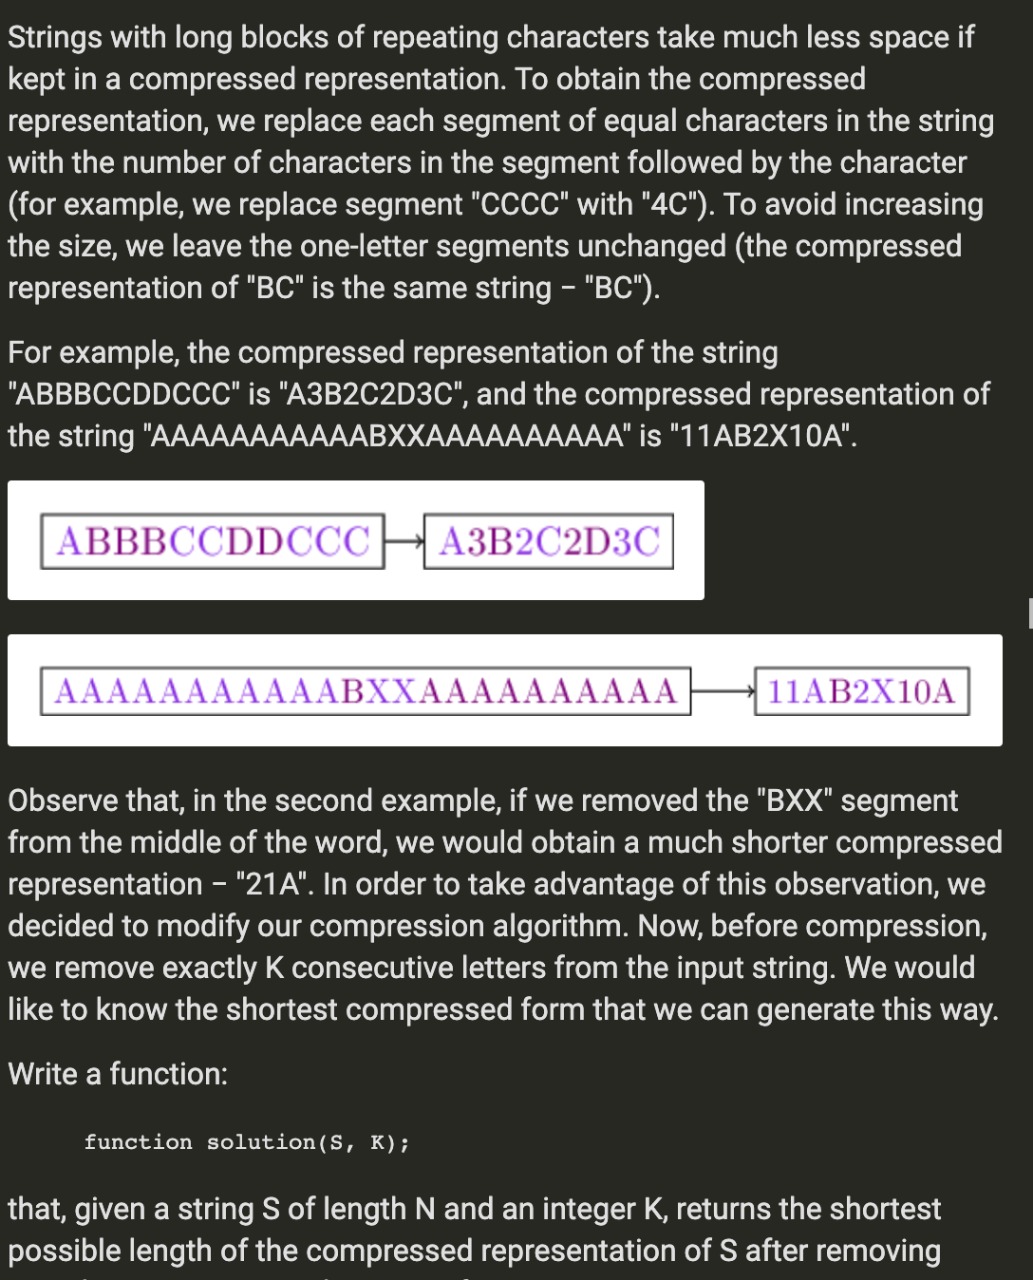 Strings with long blocks of repeating characters take much less space if
kept in a compressed representation. To obtain the compressed
representation, we replace each segment of equal characters in the string
with the number of characters in the segment followed by the character
(for example, we replace segment "CCCC" with "4C"). To avoid increasing
the size, we leave the one-letter segments unchanged (the compressed
representation of "BC" is the same string – "BC").
For example, the compressed representation of the string
"ABBBCCDDCCC" is "A3B2C2D3C", and the compressed representation of
the string "AAAAAAAAAAABXXAAAAAAAAAA" is "11AB2X10A".
ABBBCCDDCCC A3B2C2D3C
AAAAAAAAAAABXXAAAAAAAAAA 11AB2X10A
Observe that, in the second example, if we removed the "BXX" segment
from the middle of the word, we would obtain a much shorter compressed
representation – "21A". In order to take advantage of this observation, we
decided to modify our compression algorithm. Now, before compression,
we remove exactly K consecutive letters from the input string. We would
like to know the shortest compressed form that we can generate this way.
Write a function:
function solution(S, K);
that, given a string S of length N and an integer K, returns the shortest
possible length of the compressed representation of S after removing